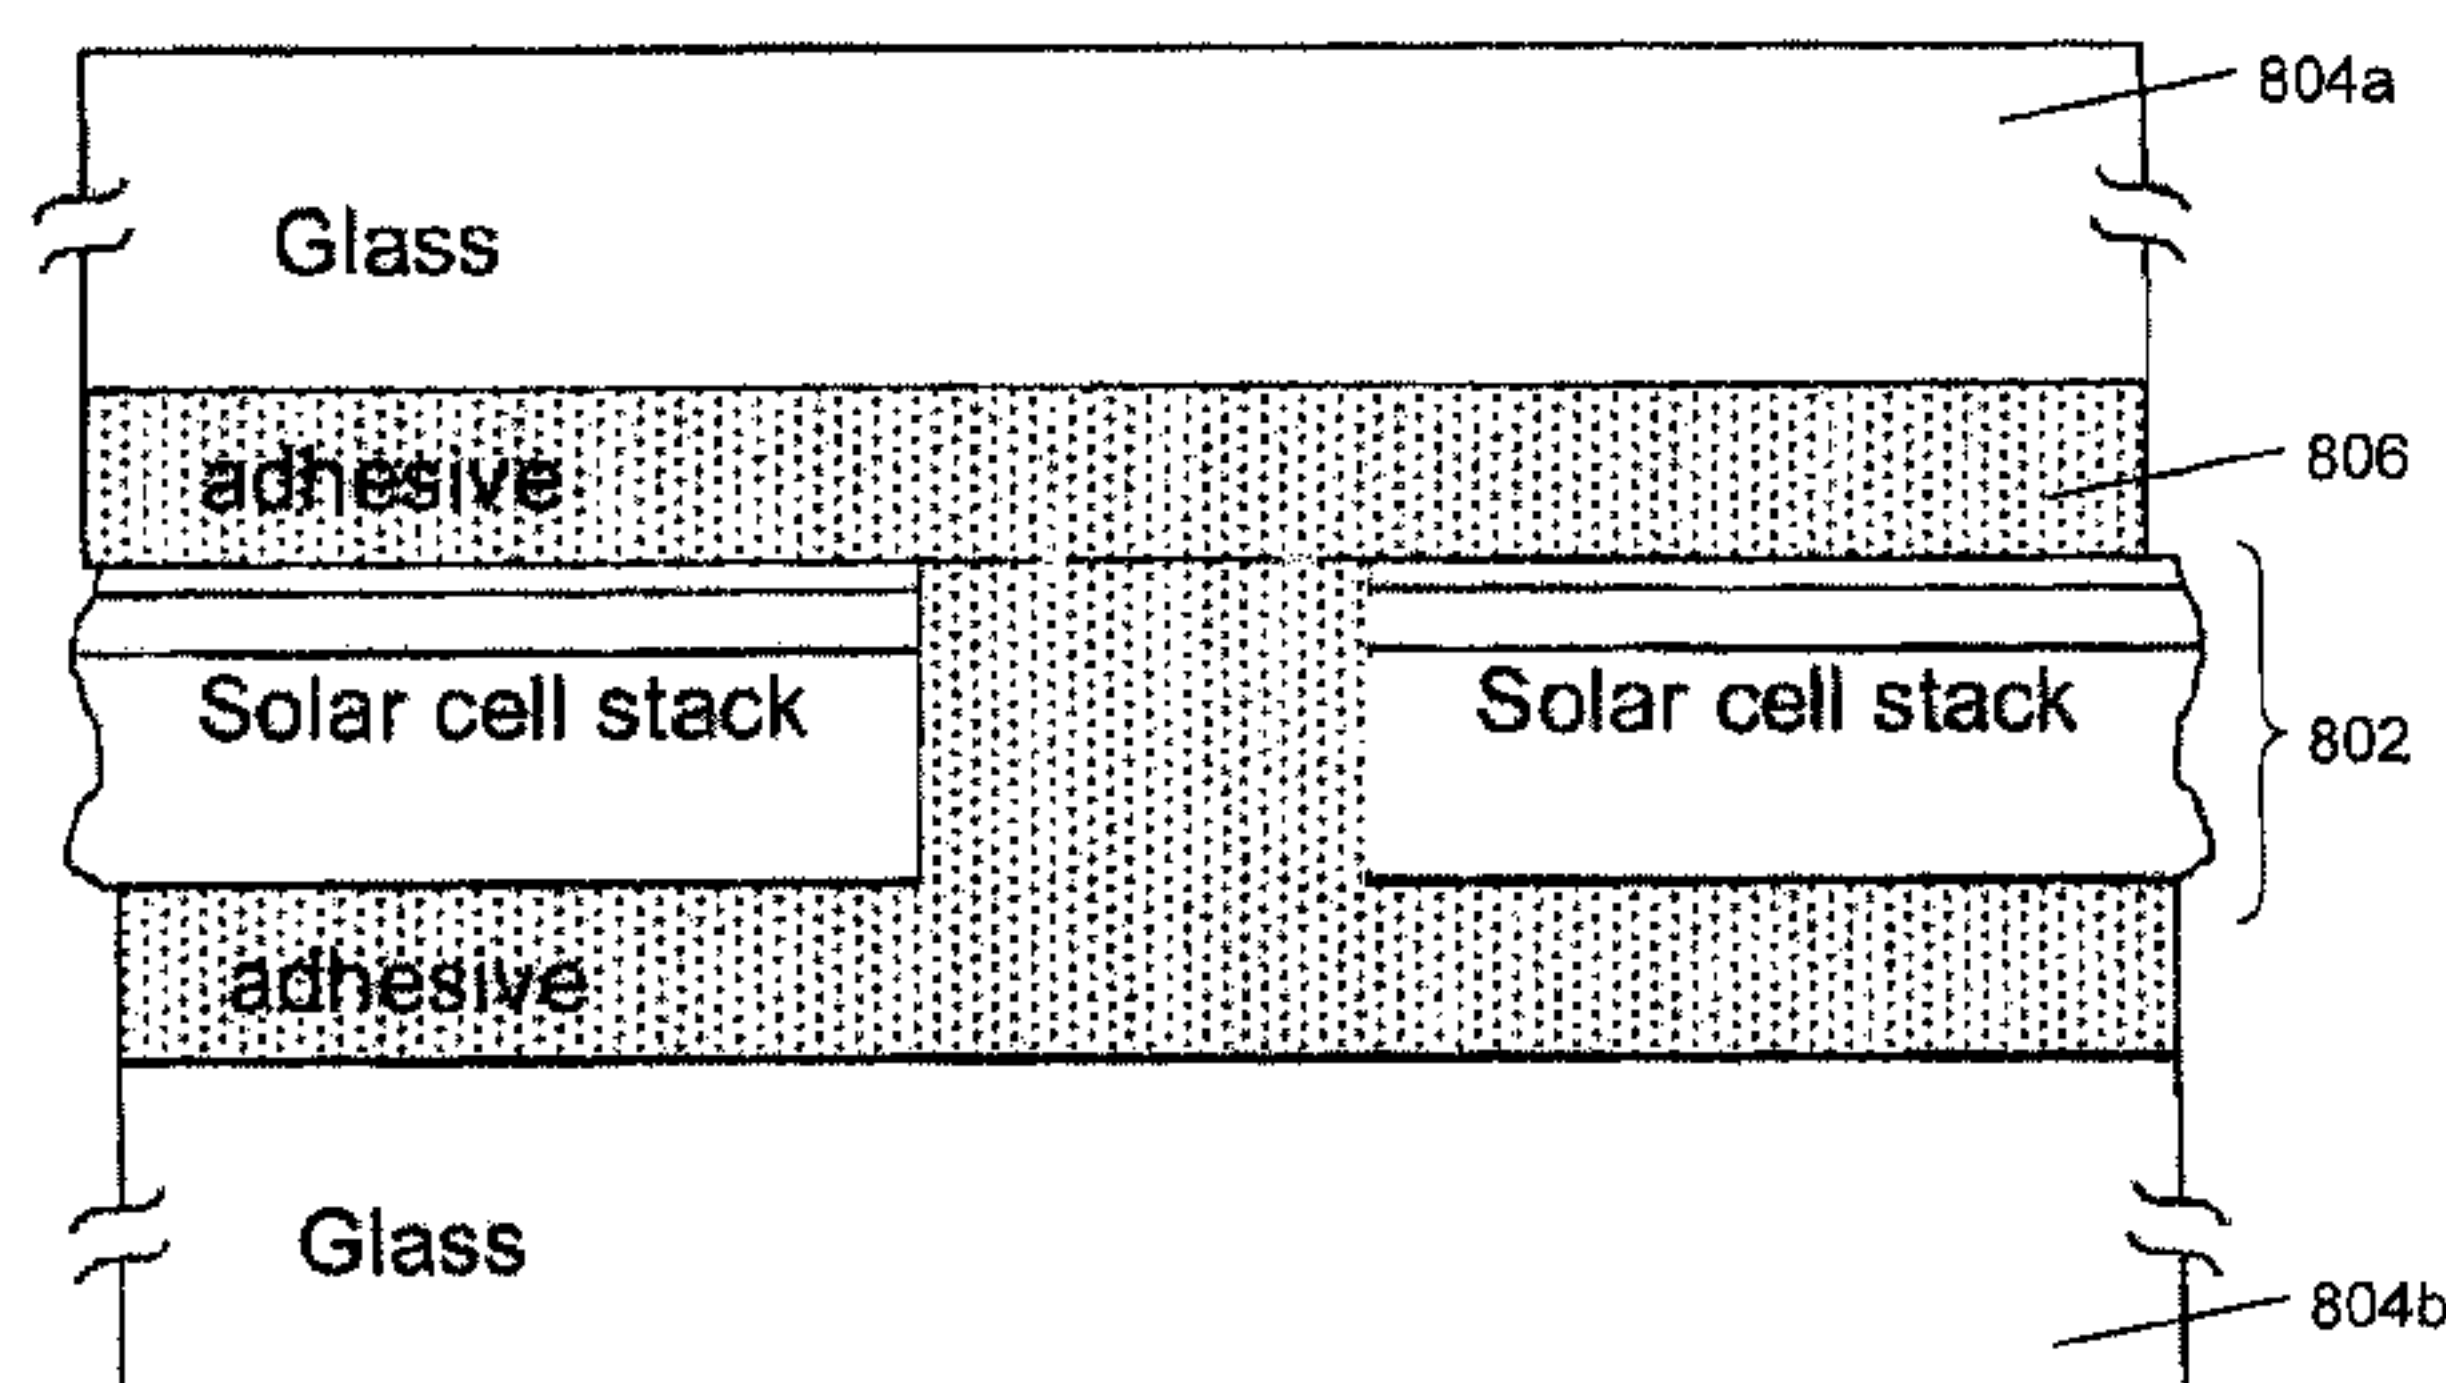 804a
Glass
adhesive
806
Solar cell stack
Solar cell stack
802
adhesive
Glass
804b